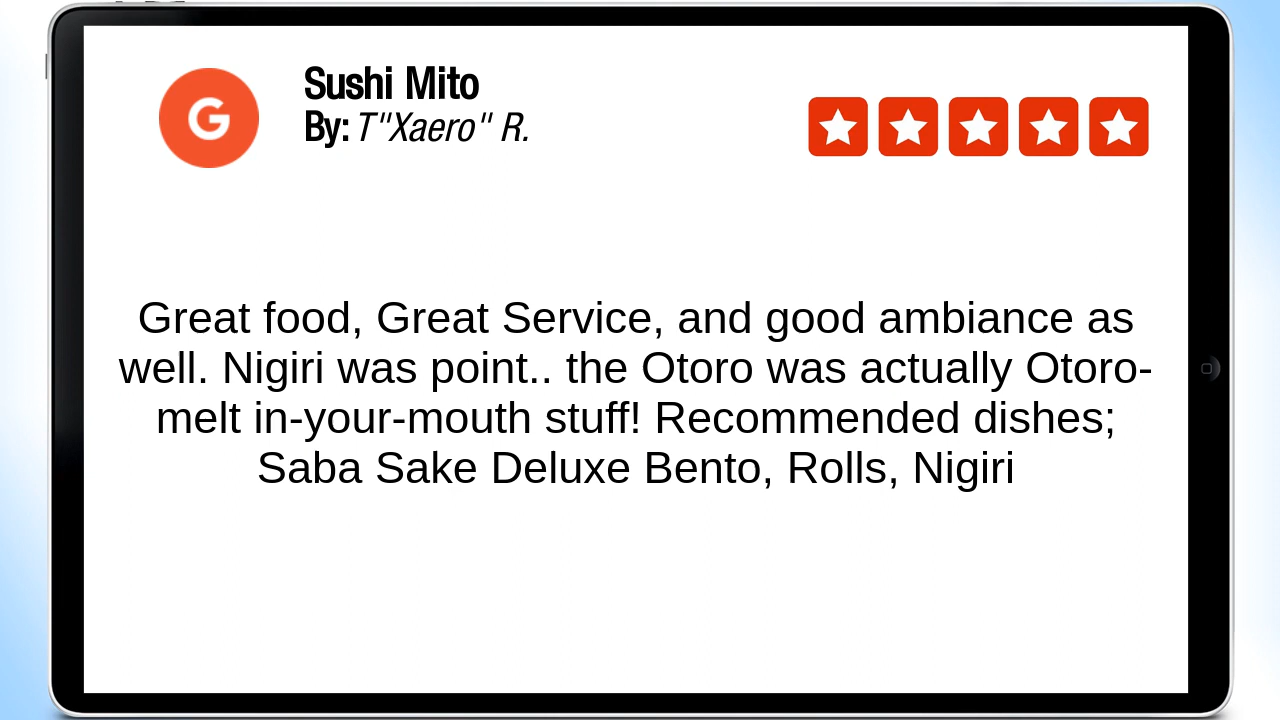 G
Sushi Mito
By: T"Xaero" R.
Great food, Great Service, and good ambiance as
well. Nigiri was point.. the Otoro was actually Otoro-
melt in-your-mouth stuff! Recommended dishes;
Saba Sake Deluxe Bento, Rolls, Nigiri